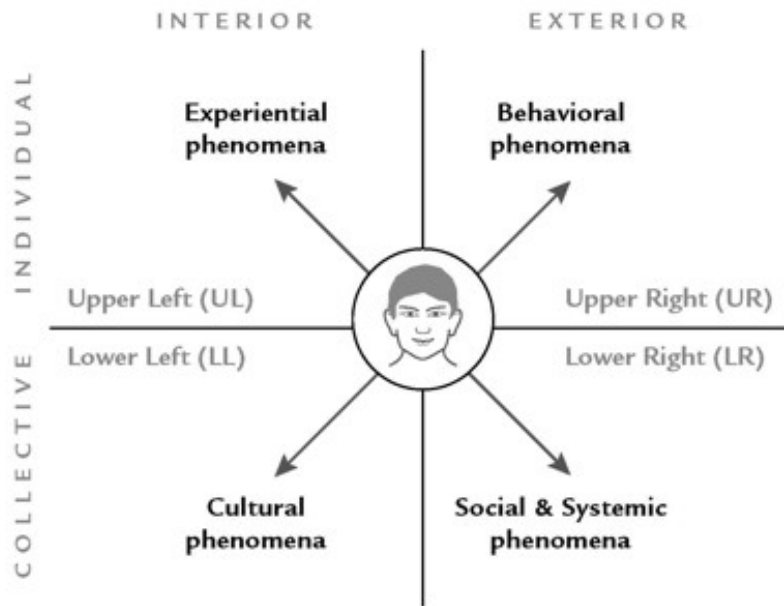 INTERIOR
EXTERIOR
INDIVIDUAL
Experiential
phenomena
Behavioral
phenomena
Upper Left (UL)
Upper Right (UR)
Lower Left (LL)
Lower Right (LR)
COLLECTIVE
Cultural
phenomena
Social & Systemic
phenomena